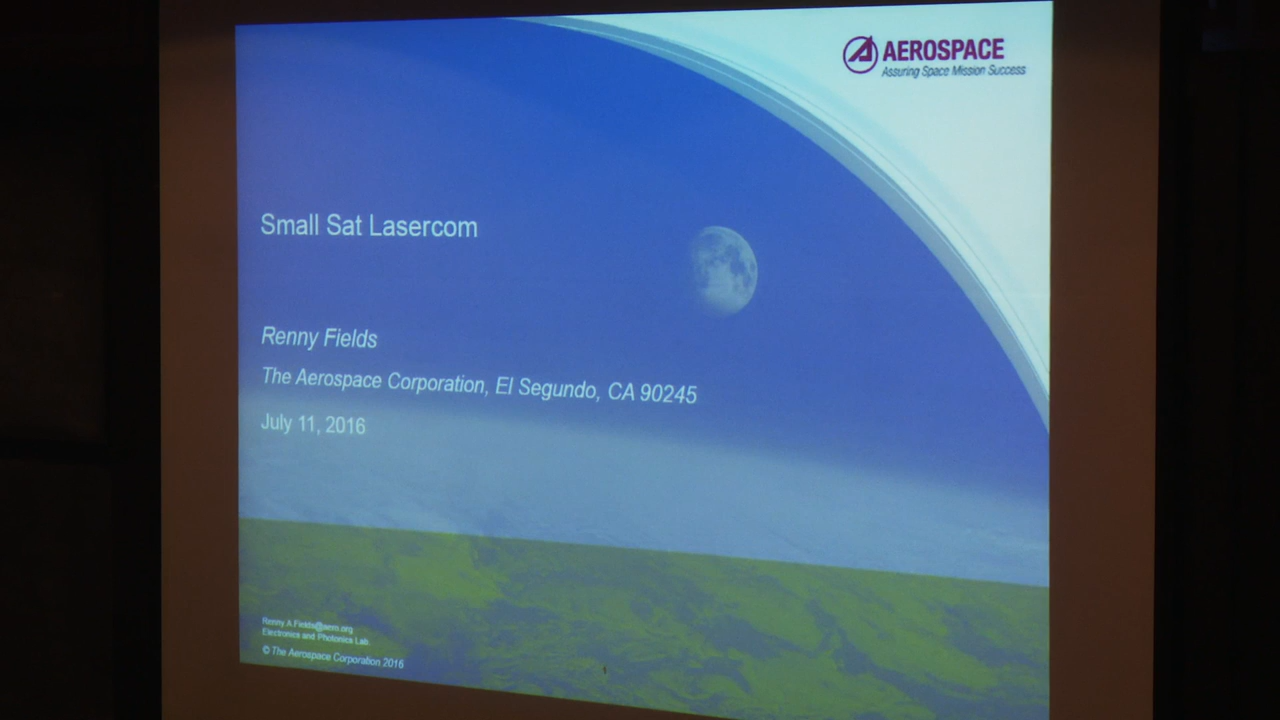 AEROSPACE
Assuring Space Mission Success
Small Sat Lasercom
Renny Fields
The Aerospace Corporation, El Segundo, CA 90245
July 11, 2016
Renny.A.Fields@aero.org
Electronics and Photonics Lab.
© The Aerospace Corporation 2016